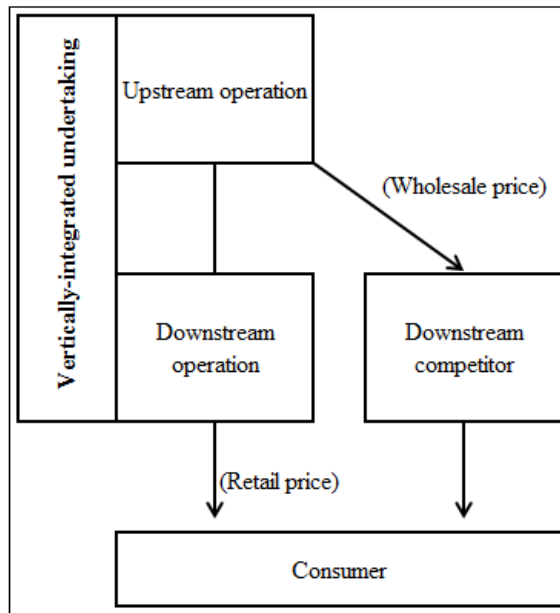 Vertically-integrated undertaking
Upstream operation
(Wholesale price)
Downstream
operation
Downstream
competitor
(Retail price)
Consumer